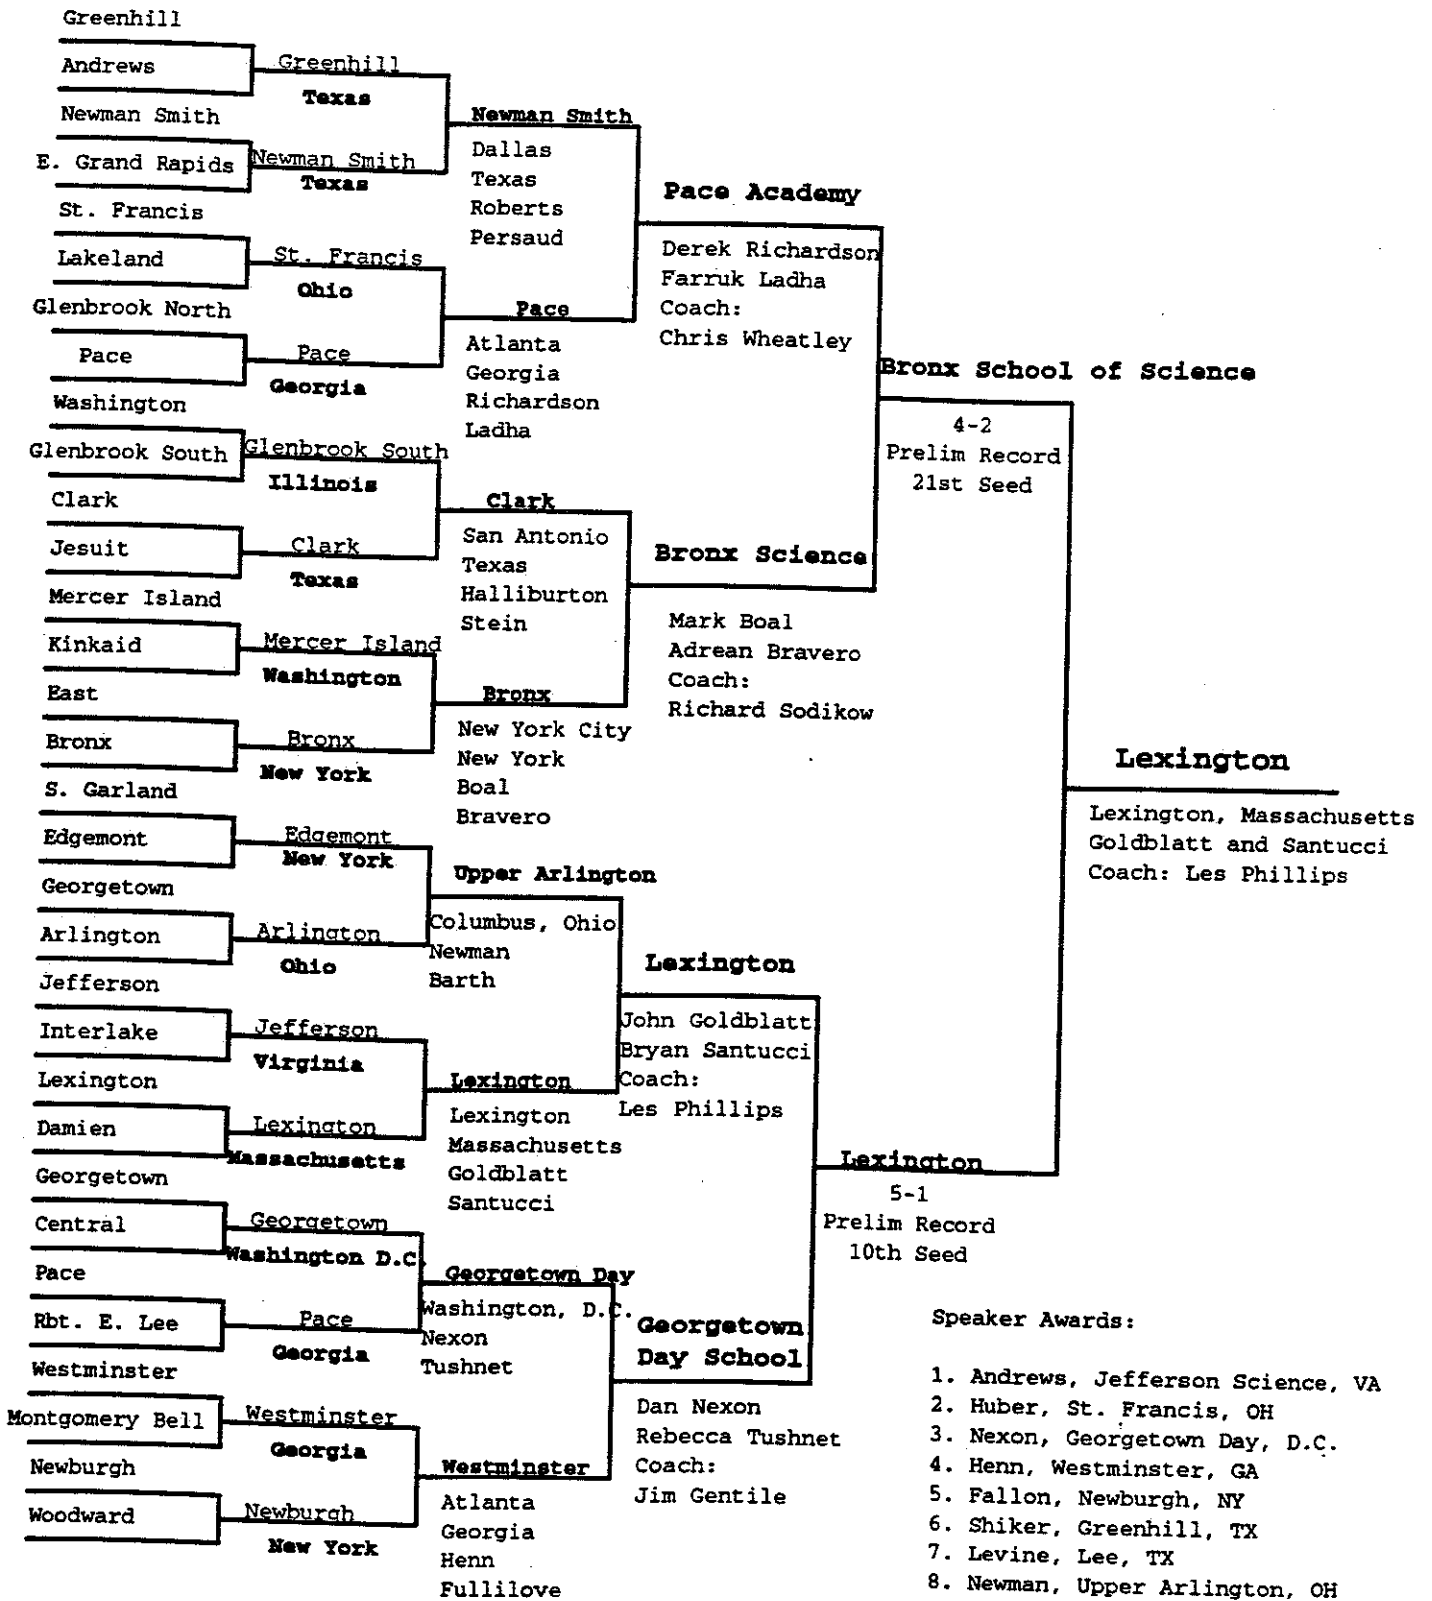 Greenhill
Andrews
Newman Smith
E. Grand Rapids
St. Francis
Lakeland
Glenbrook North
Pace
Washington
Glenbrook South
Clark
Jesuit
Mercer Island
Kinkaid
East
Bronx
S. Garland
Edgemont
Georgetown
Arlington
Jefferson
Interlake
Lexington
Damien
Georgetown
Central
Pace
Rbt. E. Lee
Westminster
Montgomery Bell
Newburgh
Woodward
Greenhill
Texas
Newman Smith
Texas
St. Francis
Ohio
Pace
Georgia
Glenbrook South
Illinois
Clark
Texas
Mercer Island
Washington
Bronx
New York
Edgemont
New York
Arlington
Ohio
Jefferson
Virginia
Lexington
Massachusetts
Georgetown
Washington D.C.
Pace
Georgia
Westminster
Georgia
Newburgh
New York
Newman Smith
Dallas
Texas
Roberts
Persaud
Pace
Atlanta
Georgia
Richardson
Ladha
Clark
San Antonio
Texas
Halliburton
Stein
Bronx
New York City
New York
Boal
Bravero
Upper Arlington
Columbus, Ohio
Newman
Barth
Lexington
Lexington
Massachusetts
Goldblatt
Santucci
Georgetown Day
Washington, D.C.
Nexon
Tushnet
Westminster
Atlanta
Georgia
Henn
Fullilove
Pace Academy
Derek Richardson
Farruk Ladha
Coach:
Chris Wheatley
Bronx Science
Mark Boal
Adrean Bravero
Coach:
Richard Sodikow
Lexington
John Goldblatt
Bryan Santucci
Coach:
Les Phillips
Georgetown
Day School
Dan Nexon
Rebecca Tushnet
Coach:
Jim Gentile
Bronx School of Science
4-2
Prelim Record
21st Seed
Lexington
5-1
Prelim Record
10th Seed
Lexington
Lexington, Massachusetts
Goldblatt and Santucci
Coach: Les Phillips
Speaker Awards:
1. Andrews, Jefferson Science, VA
2. Huber, St. Francis, OH
3. Nexon, Georgetown Day, D.C.
4. Henn, Westminster, GA
5. Fallon, Newburgh, NY
6. Shiker, Greenhill, TX
7. Levine, Lee, TX
8. Newman, Upper Arlington, OH